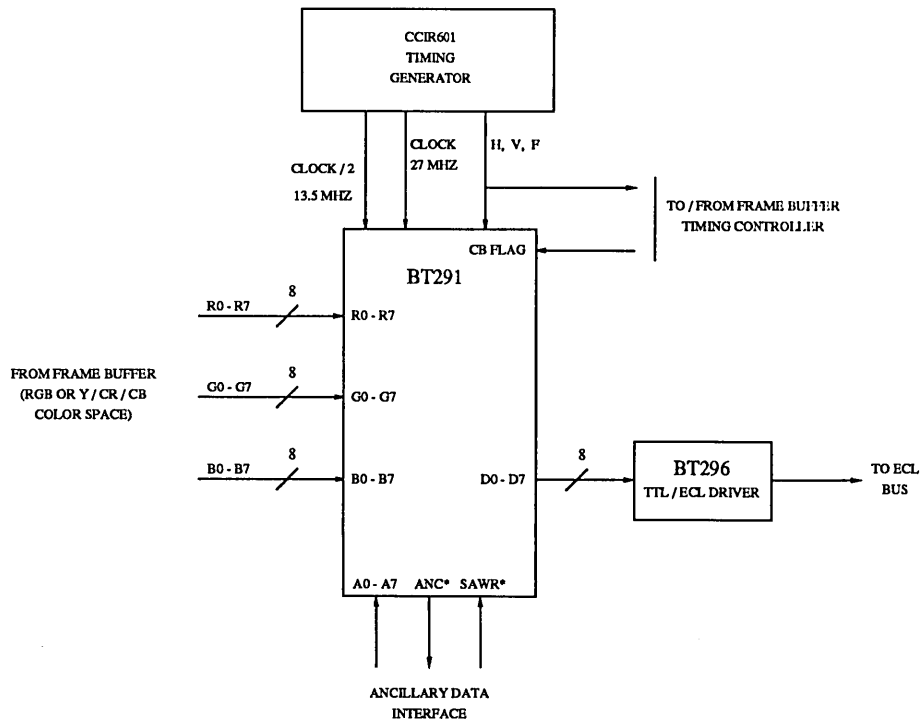 CCIR601
TIMING
GENERATOR
CLOCK / 2
13.5 MHZ
CLOCK
27 MHZ
H, V, F
TO / FROM FRAME BUFFER
TIMING CONTROLLER
CB FLAG
BT291
R0 - R7
8
R0 - R7
FROM FRAME BUFFER
(RGB OR Y / CR / CB
COLOR SPACE)
G0 - G7
8
G0 - G7
B0 - B7
8
B0 - B7
D0 - D7
8
BT296
TTL / ECL DRIVER
TO ECL
BUS
A0 - A7 ANC* SAWR*
ANCILLARY DATA
INTERFACE